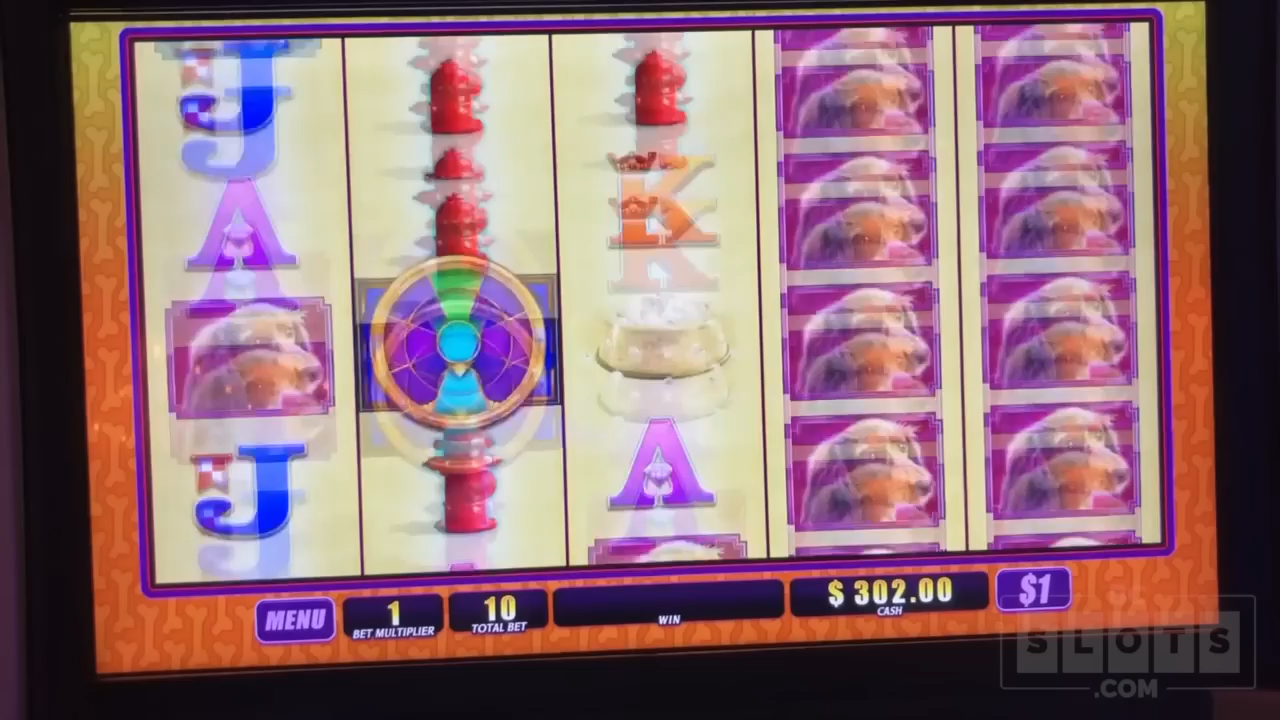 J
A
K
J
A
MENU
1
BET MULTIPLIER
10
TOTAL BET
WIN
$ 302.00
CASH
$1
SLOTS
.COM